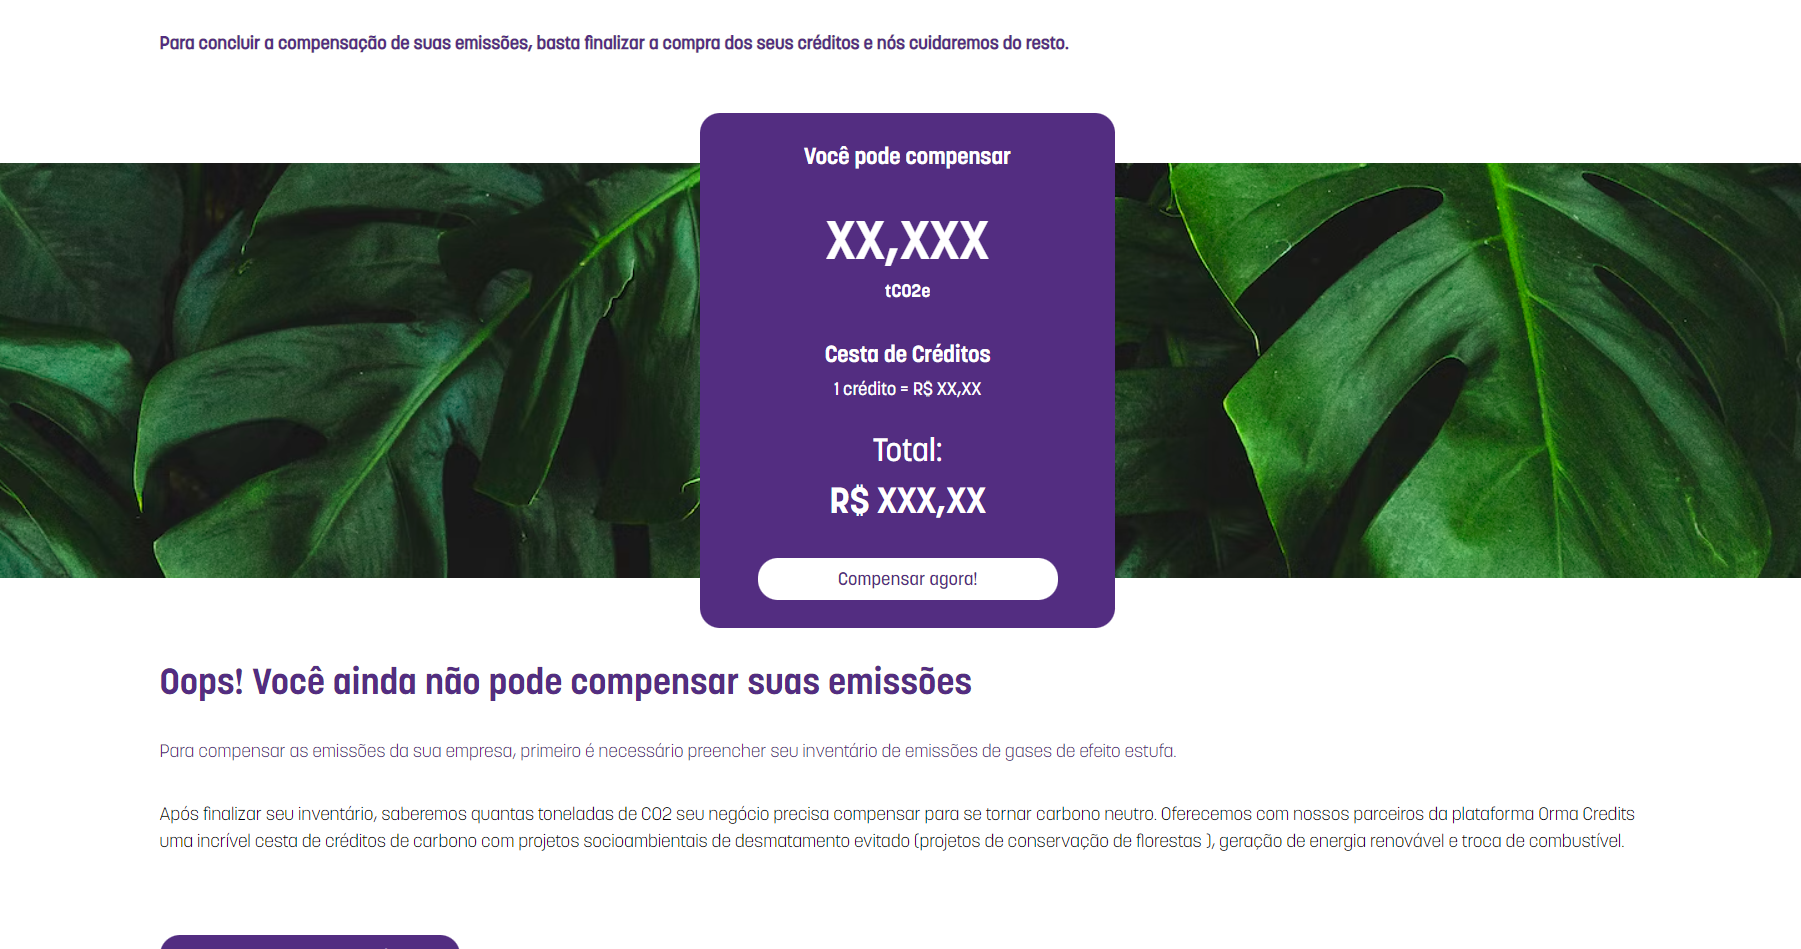 Para concluir a compensação de suas emissões, basta finalizar a compra dos seus créditos e nós cuidaremos do resto.
Você pode compensar
XX,XXX
tCO2e
Cesta de Créditos
1 crédito = R$ XX,XX
Total:
R$ XXX,XX
Compensar agora!
Oops! Você ainda não pode compensar suas emissões
Para compensar as emissões da sua empresa, primeiro é necessário preencher seu inventário de emissões de gases de efeito estufa.
Após finalizar seu inventário, saberemos quantas toneladas de CO2 seu negócio precisa compensar para se tornar carbono neutro. Oferecemos com nossos parceiros da plataforma Orma Credits
uma incrível cesta de créditos de carbono com projetos socioambientais de desmatamento evitado (projetos de conservação de florestas ), geração de energia renovável e troca de combustível.